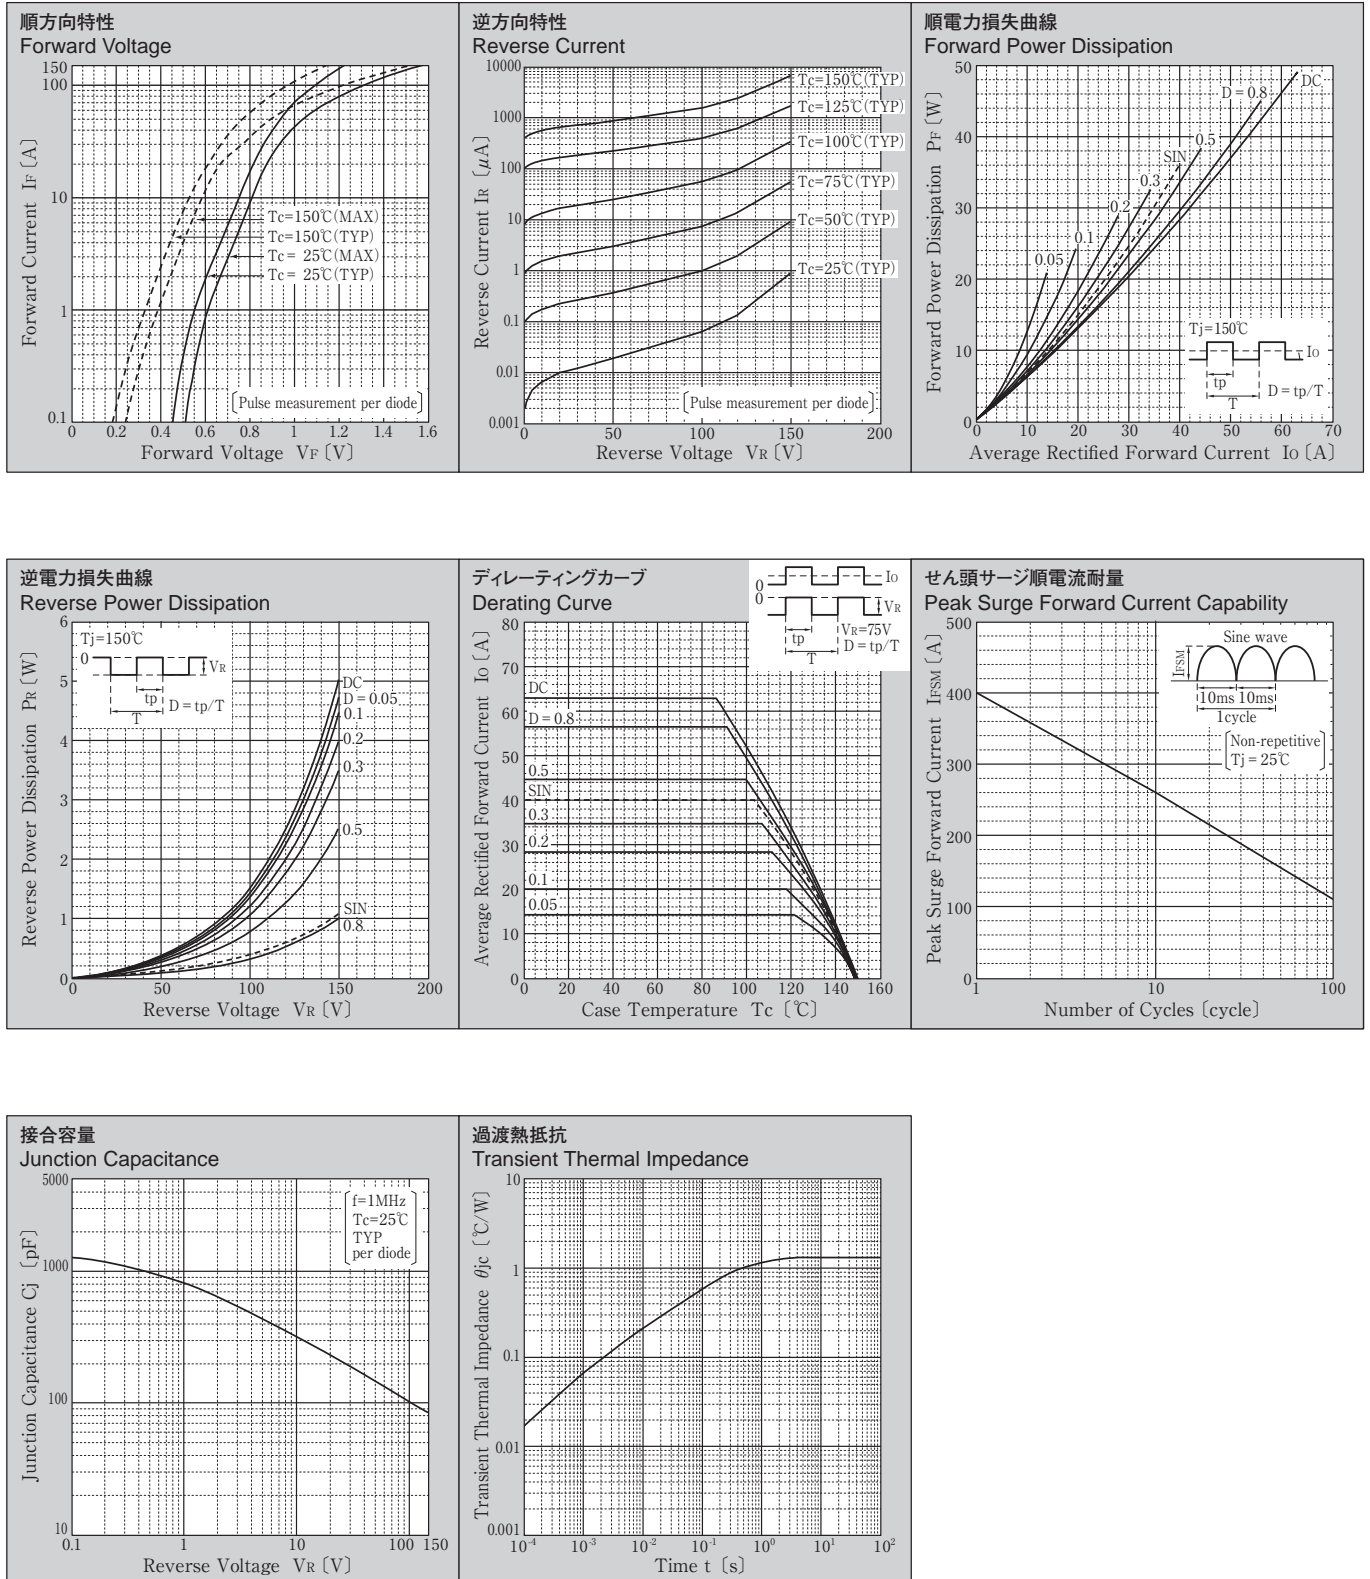 順方向特性
Forward Voltage
150
100
10
1
0.1
Forward Current IF〔A〕
Tc=150℃(MAX)
Tc=150℃(TYP)
Tc= 25℃(MAX)
Tc= 25℃(TYP)
〔Pulse measurement per diode〕
0 0.2 0.4 0.6 0.8 1 1.2 1.4 1.6
Forward Voltage VF〔V〕
逆方向特性
Reverse Current
10000
1000
100
10
1
0.1
0.01
0.001
Reverse Current IR〔μA〕
Tc=150℃(TYP)
Tc=125℃(TYP)
Tc=100℃(TYP)
Tc=75℃(TYP)
Tc=50℃(TYP)
Tc=25℃(TYP)
〔Pulse measurement per diode〕
0 50 100 150 200
Reverse Voltage VR〔V〕
順電力損失曲線
Forward Power Dissipation
50
40
30
20
10
0
Forward Power Dissipation PF〔W〕
DC
D=0.8
0.5
SIN
0.3
0.2
0.1
0.05
Tj=150℃
Io
tp
T
D=tp/T
0 10 20 30 40 50 60 70
Average Rectified Forward Current Io〔A〕
逆電力損失曲線
Reverse Power Dissipation
6
5
4
3
2
1
0
Reverse Power Dissipation PR〔W〕
Tj=150℃
0
VR
tp
T
D=tp/T
DC
D=0.05
0.1
0.2
0.3
0.5
SIN
0.8
0 50 100 150 200
Reverse Voltage VR〔V〕
ディレーティングカーブ
Derating Curve
0
Io
0
VR
tp
T
VR=75V
D=tp/T
80
70
60
50
40
30
20
10
0
Average Rectified Forward Current Io〔A〕
DC
D=0.8
0.5
SIN
0.3
0.2
0.1
0.05
0 20 40 60 80 100 120 140 160
Case Temperature Tc〔℃〕
せん頭サージ順電流耐量
Peak Surge Forward Current Capability
500
400
300
200
100
0
Peak Surge Forward Current IFSM〔A〕
Sine wave
IFSM
10ms 10ms
1cycle
Non-repetitive
Tj=25℃
1 10 100
Number of Cycles〔cycle〕
接合容量
Junction Capacitance
5000
1000
100
10
Junction Capacitance Cj〔pF〕
f=1MHz
Tc=25℃
TYP
per diode
0.1 1 10 100 150
Reverse Voltage VR〔V〕
過渡熱抵抗
Transient Thermal Impedance
10
1
0.1
0.01
0.001
Transient Thermal Impedance θjc〔℃/W〕
10⁻⁴ 10⁻³ 10⁻² 10⁻¹ 10⁰ 10¹ 10²
Time t〔s〕